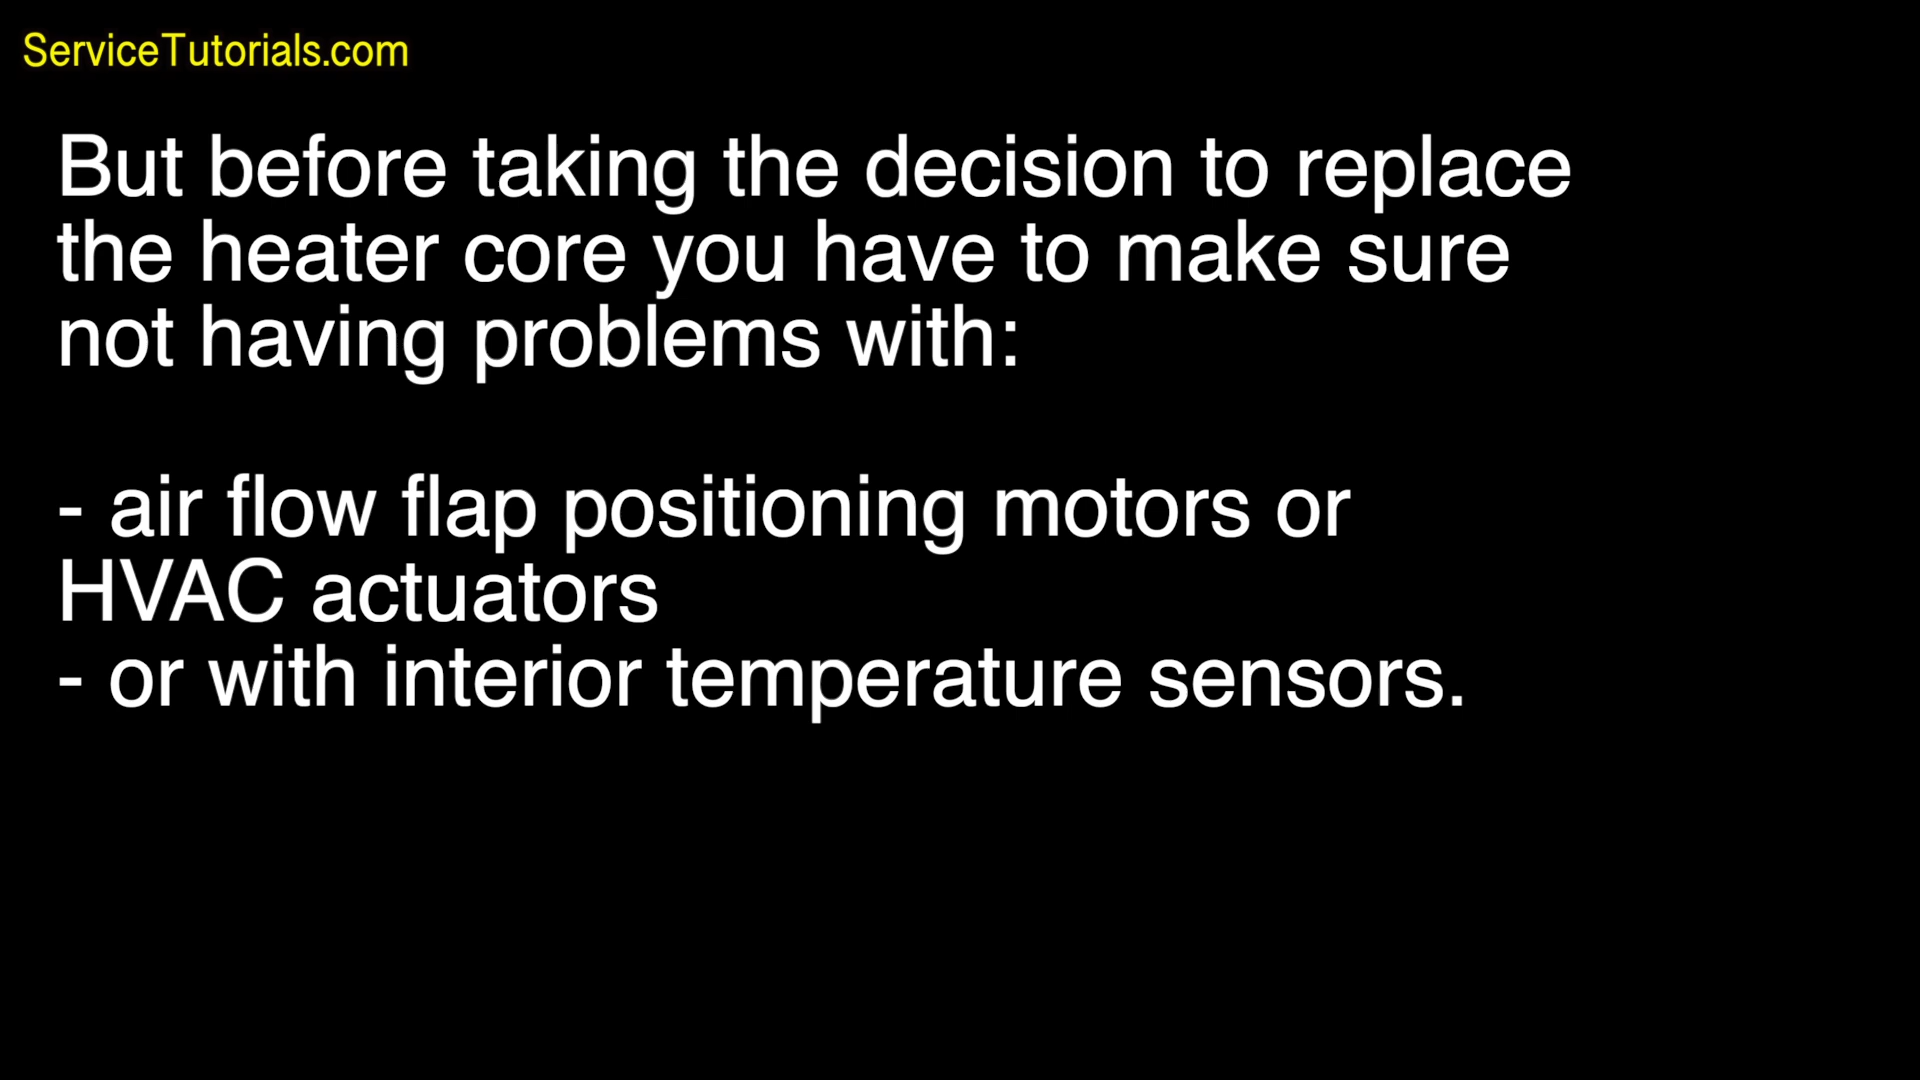 ServiceTutorials.com
But before taking the decision to replace
the heater core you have to make sure
not having problems with:
- air flow flap positioning motors or
HVAC actuators
- or with interior temperature sensors.